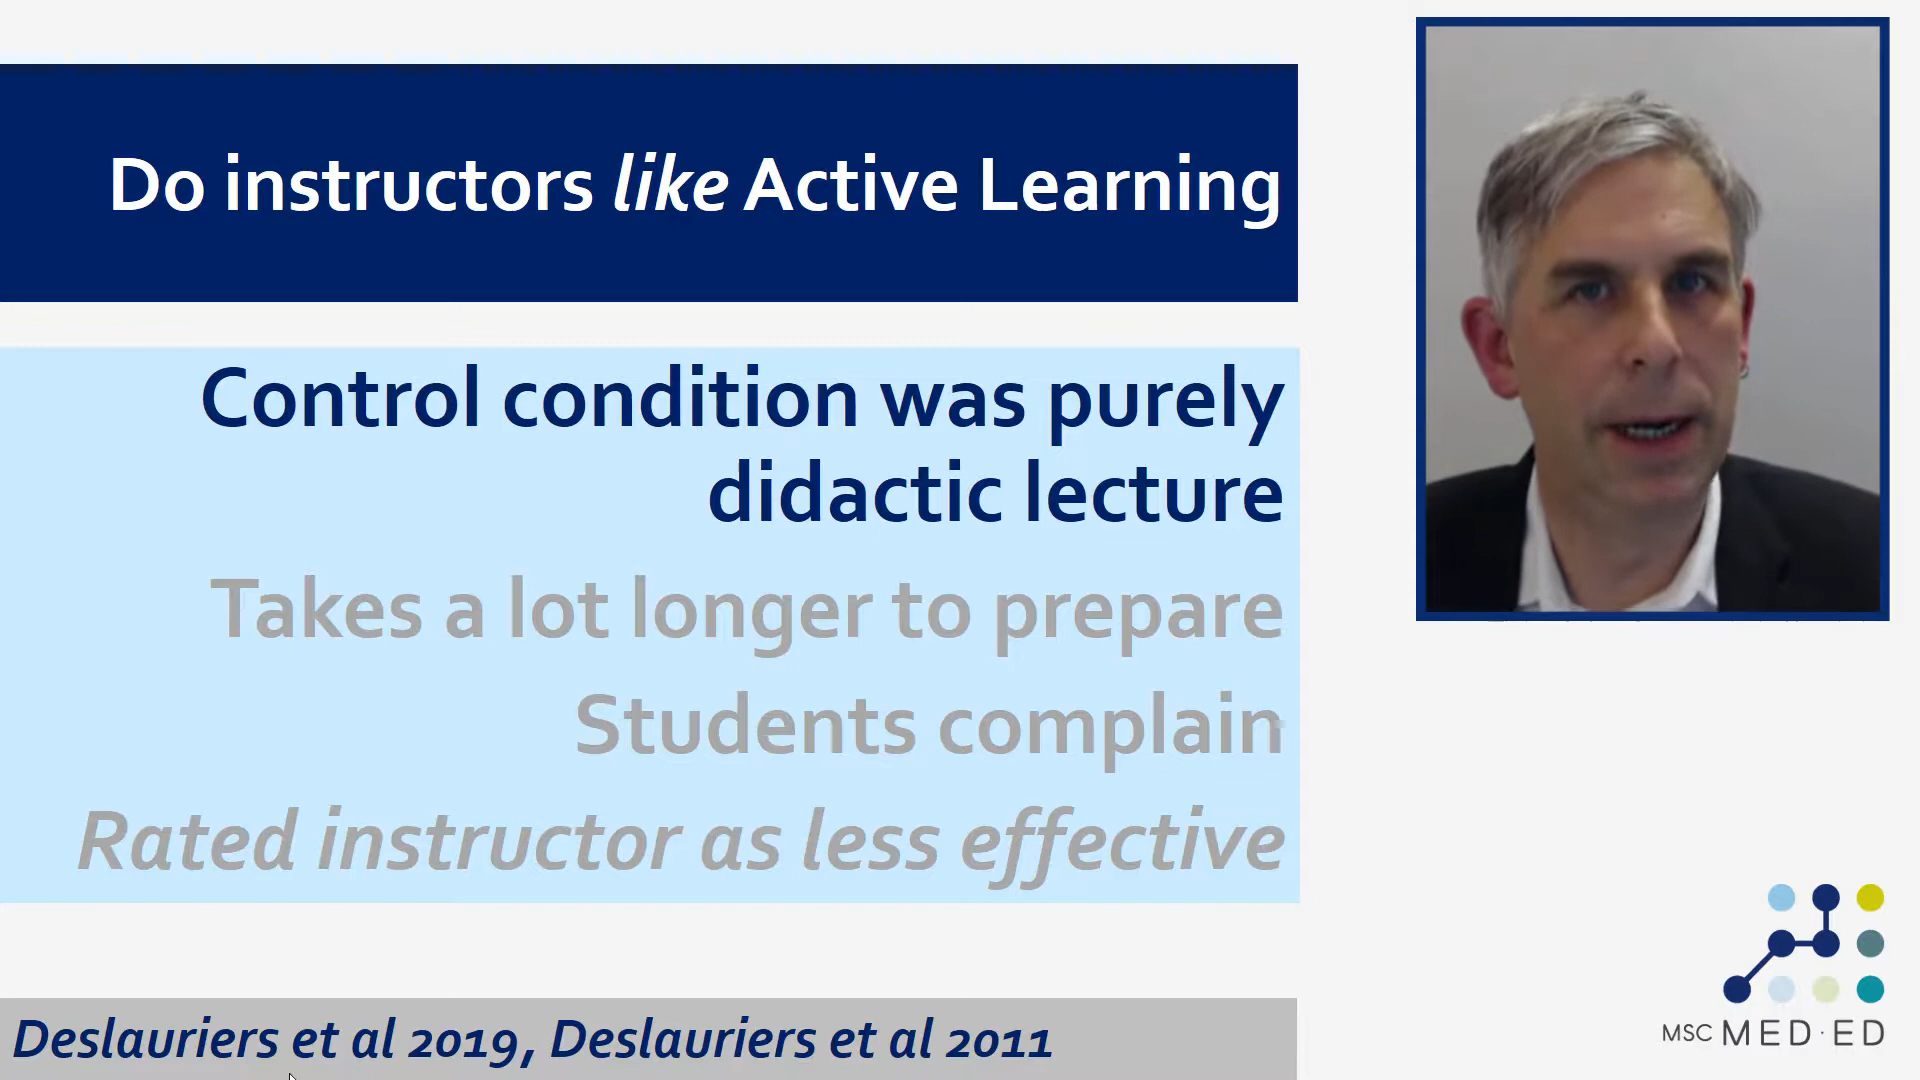 Do instructors like Active Learning
Control condition was purely
didactic lecture
Takes a lot longer to prepare
Students complain
Rated instructor as less effective
Deslauriers et al 2019, Deslauriers et al 2011
MSC MED·ED